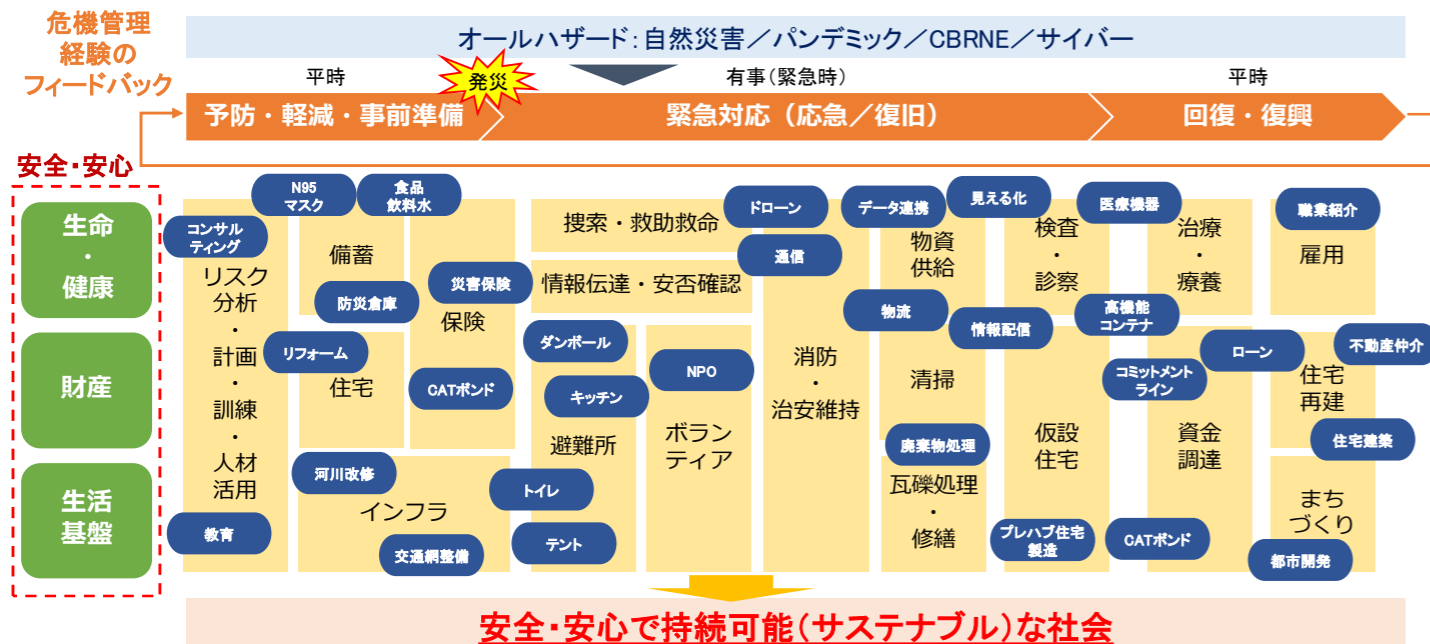 危機管理
経験の
フィードバック
オールハザード：自然災害／パンデミック／CBRNE／サイバー
平時
発災
有事（緊急時）
平時
予防・軽減・事前準備
緊急対応（応急／復旧）
回復・復興
安全・安心
生命
・
健康
財産
生活
基盤
コンサル
ティング
リスク
分析
・
計画
・
訓練
・
人材
活用
教育
N95
マスク
食品
飲料水
備蓄
防災倉庫
リフォーム
住宅
災害保険
保険
CATボンド
河川改修
インフラ
交通網整備
捜索・救助救命
情報伝達・安否確認
ダンボール
キッチン
避難所
トイレ
テント
NPO
ボラン
ティア
ドローン
通信
消防
・
治安維持
データ連携
物資
供給
物流
清掃
廃棄物処理
瓦礫処理
・
修繕
見える化
検査
・
診察
情報配信
仮設
住宅
プレハブ住宅
製造
医療機器
治療
・
療養
高機能
コンテナ
コミットメント
ライン
ローン
資金
調達
CATボンド
職業紹介
雇用
不動産仲介
住宅
再建
住宅建築
まち
づくり
都市開発
安全・安心で持続可能（サステナブル）な社会